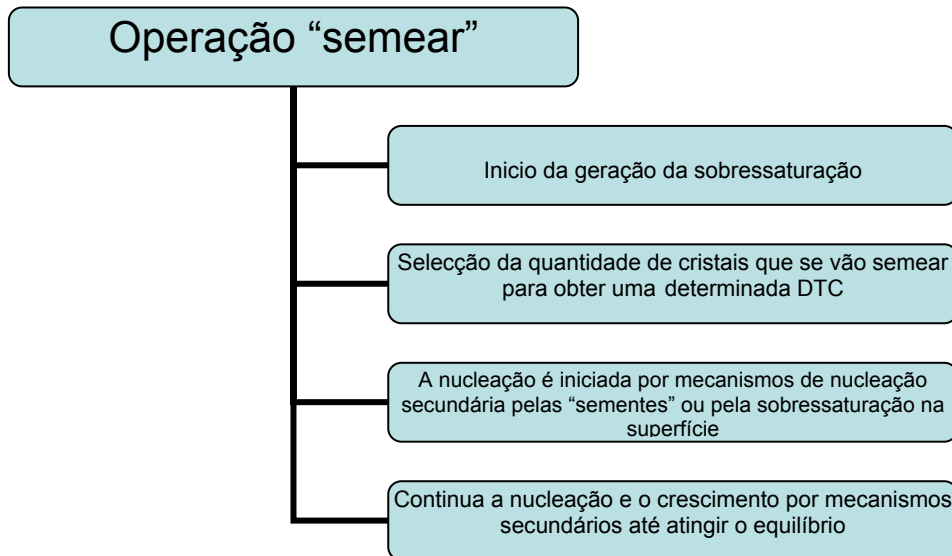 Operação “semear”
Inicio da geração da sobressaturação
Selecção da quantidade de cristais que se vão semear
para obter uma determinada DTC
A nucleação é iniciada por mecanismos de nucleação
secundária pelas “sementes” ou pela sobressaturação na
superfície
Continua a nucleação e o crescimento por mecanismos
secundários até atingir o equilíbrio